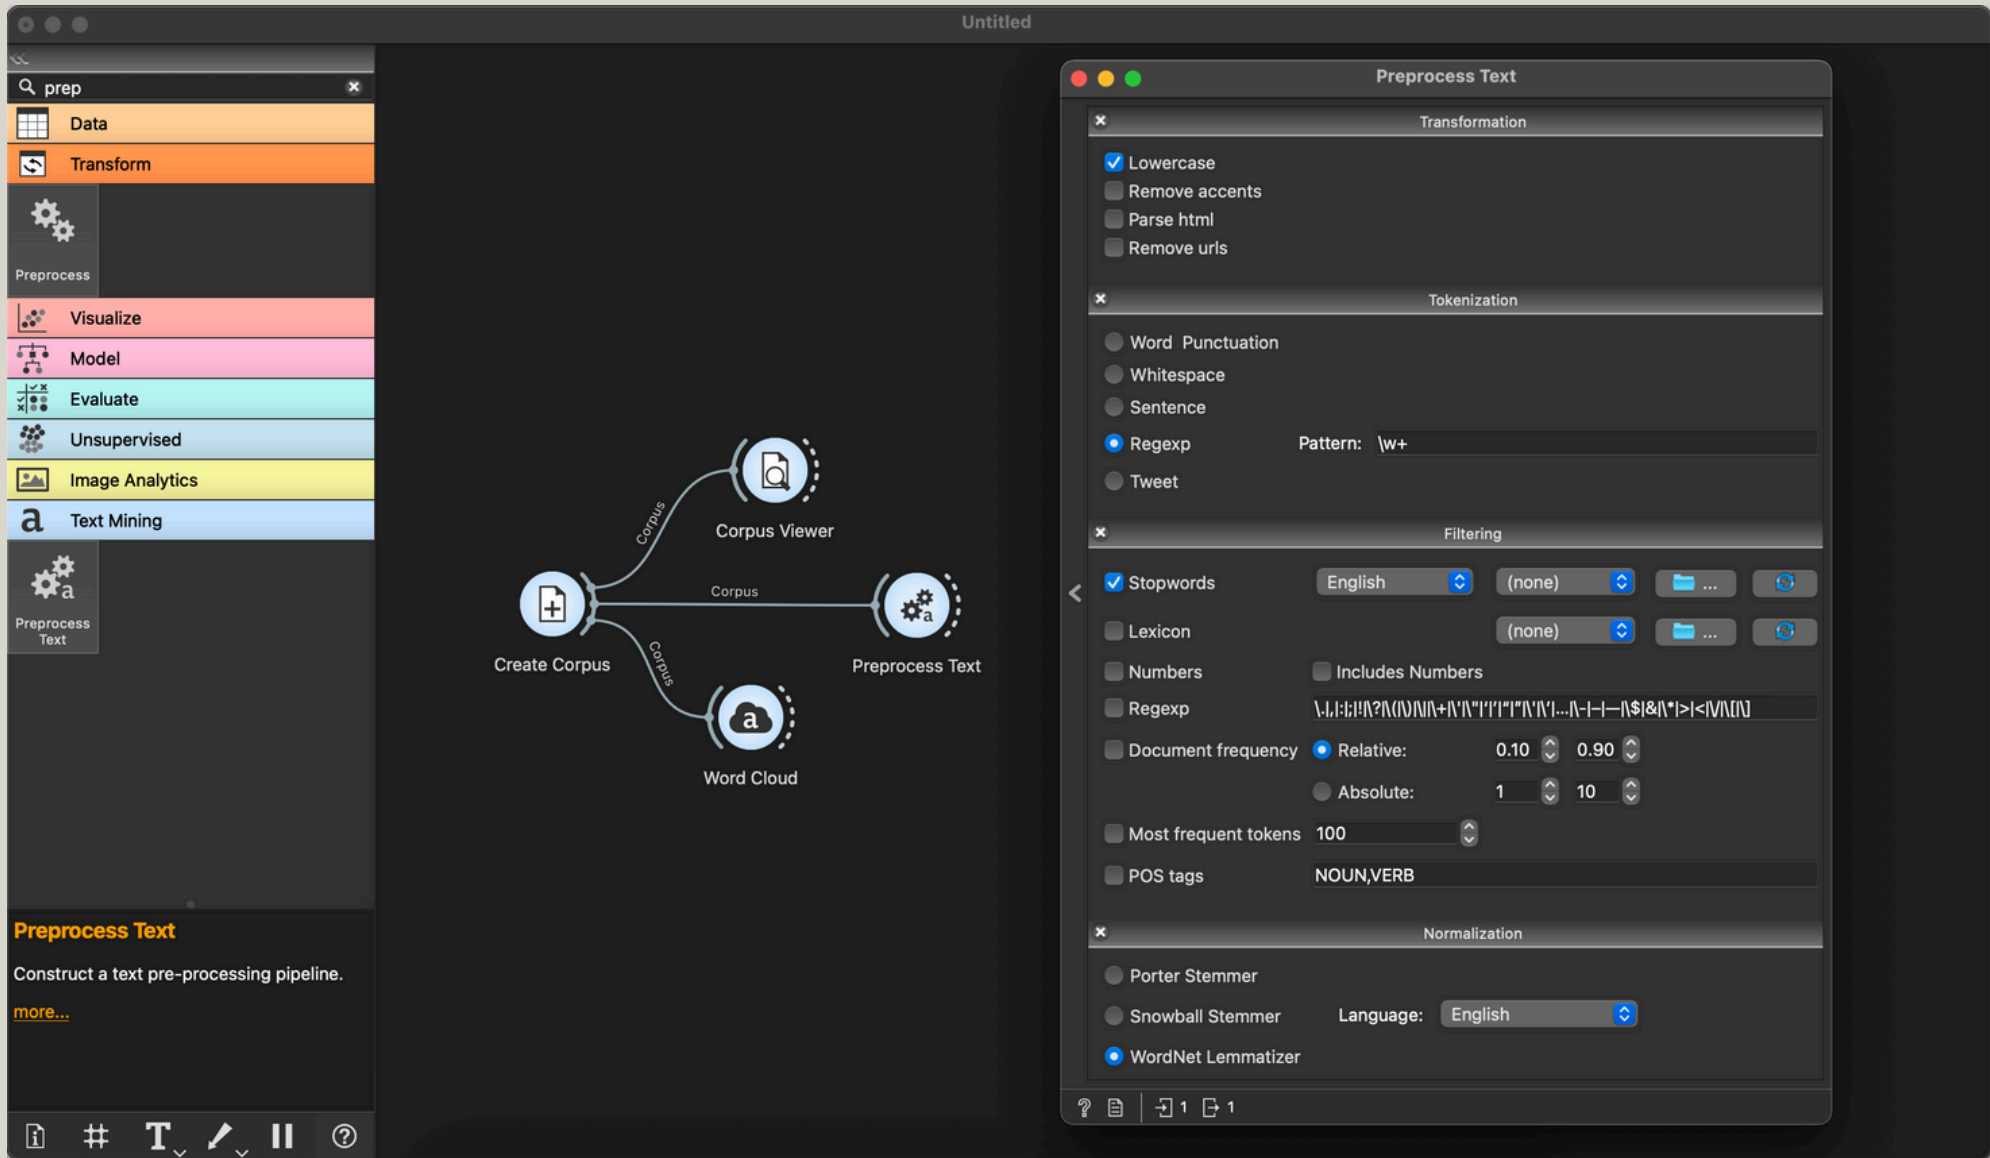 Untitled
prep
Data
Transform
Preprocess
Visualize
Model
Evaluate
Unsupervised
Image Analytics
Text Mining
Preprocess
Text
Preprocess Text
Construct a text pre-processing pipeline.
more...
Corpus
Corpus Viewer
Corpus
Create Corpus
Preprocess Text
Corpus
Word Cloud
Preprocess Text
Transformation
Lowercase
Remove accents
Parse html
Remove urls
Tokenization
Word Punctuation
Whitespace
Sentence
Regexp Pattern: \w+
Tweet
Filtering
Stopwords English (none) ...
Lexicon (none) ...
Numbers Includes Numbers
Regexp
Document frequency Relative: 0.10 0.90
Absolute: 1 10
Most frequent tokens 100
POS tags NOUN,VERB
Normalization
Porter Stemmer
Snowball Stemmer Language: English
WordNet Lemmatizer
1 1